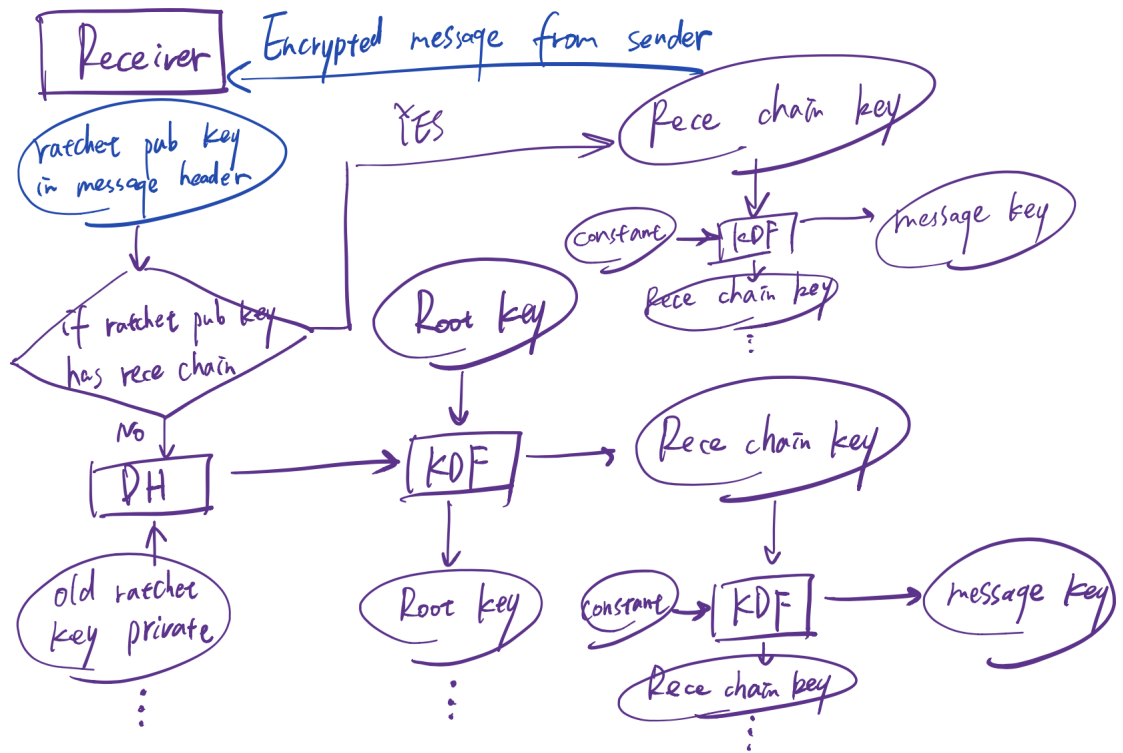 Receiver
Encrypted message from sender
ratchet pub key
in message header
YES
Rece chain key
constant
KDF
message key
Rece chain key
if ratchet pub key
has rece chain
Root key
No
DH
KDF
Rece chain key
old ratchet
key private
Root key
constant
KDF
message key
Rece chain key